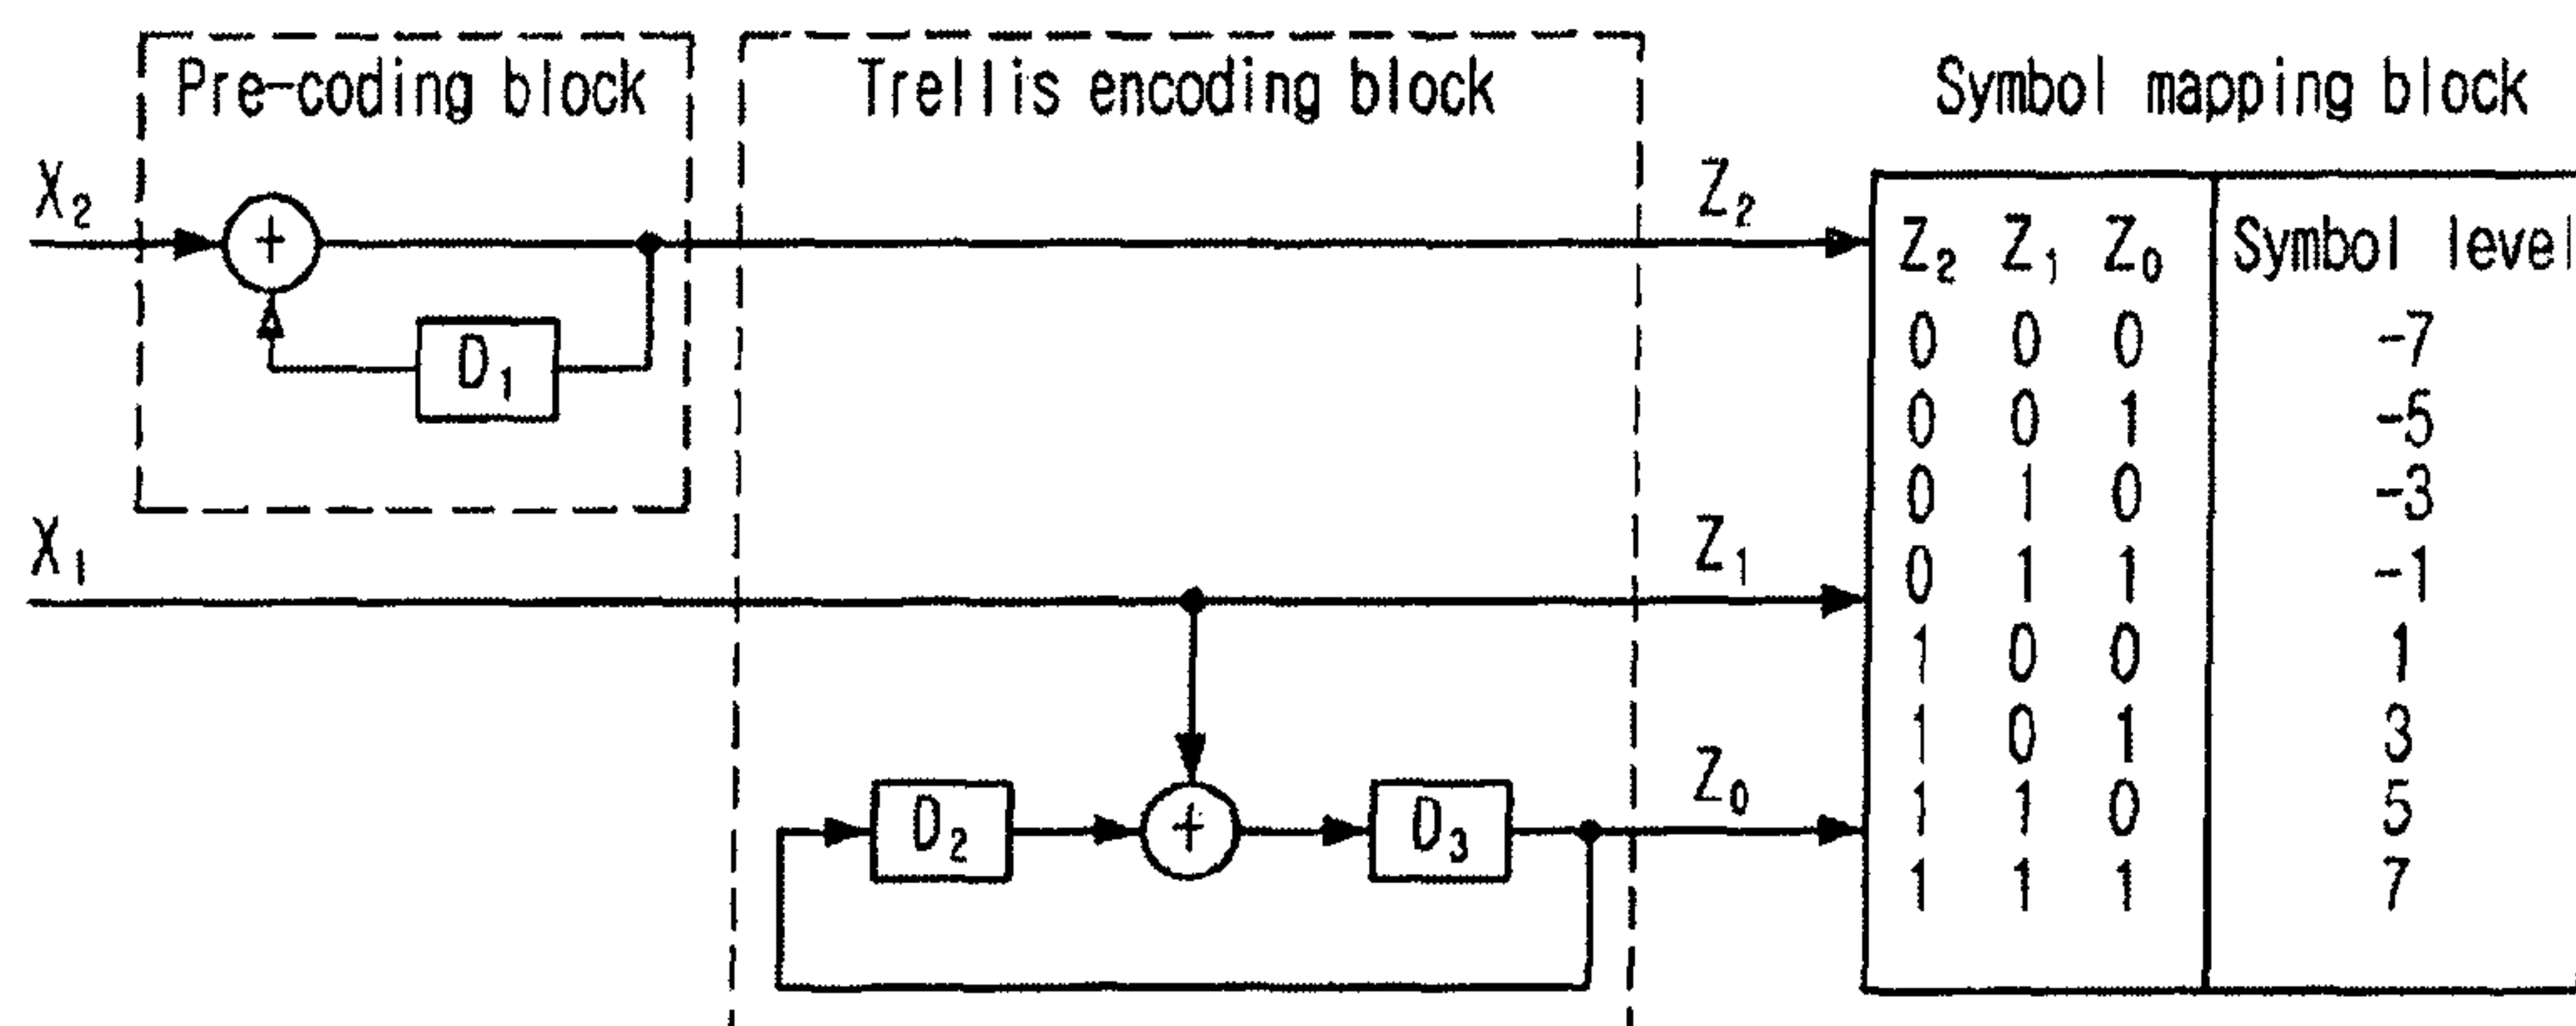 Pre-coding block
Trellis encoding block
Symbol mapping block
X₂
+
D₁
Z₂
X₁
Z₁
D₂
+
D₃
Z₀
Z₂ Z₁ Z₀ Symbol level
0 0 0 -7
0 0 1 -5
0 1 0 -3
0 1 1 -1
1 0 0 1
1 0 1 3
1 1 0 5
1 1 1 7